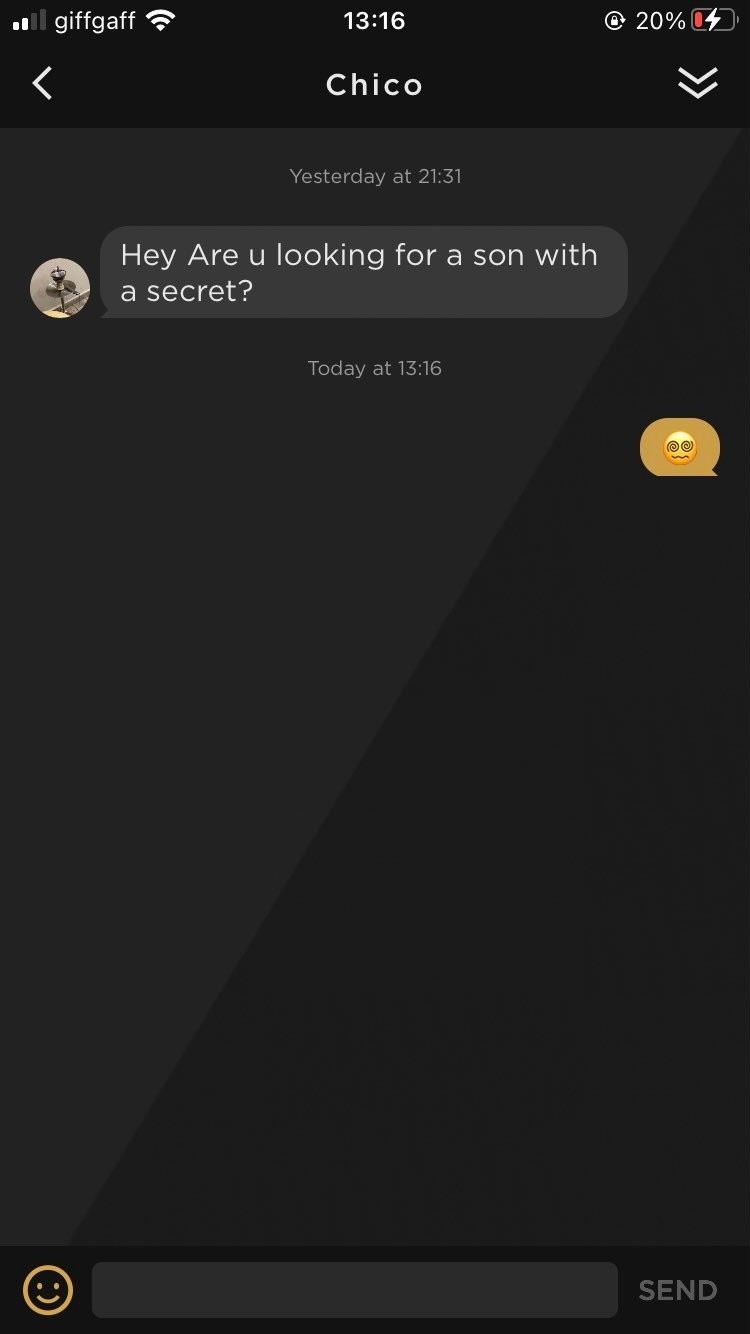 giffgaff 13:16 20%
Chico
Yesterday at 21:31
Hey Are u looking for a son with
a secret?
Today at 13:16
😵‍💫
SEND